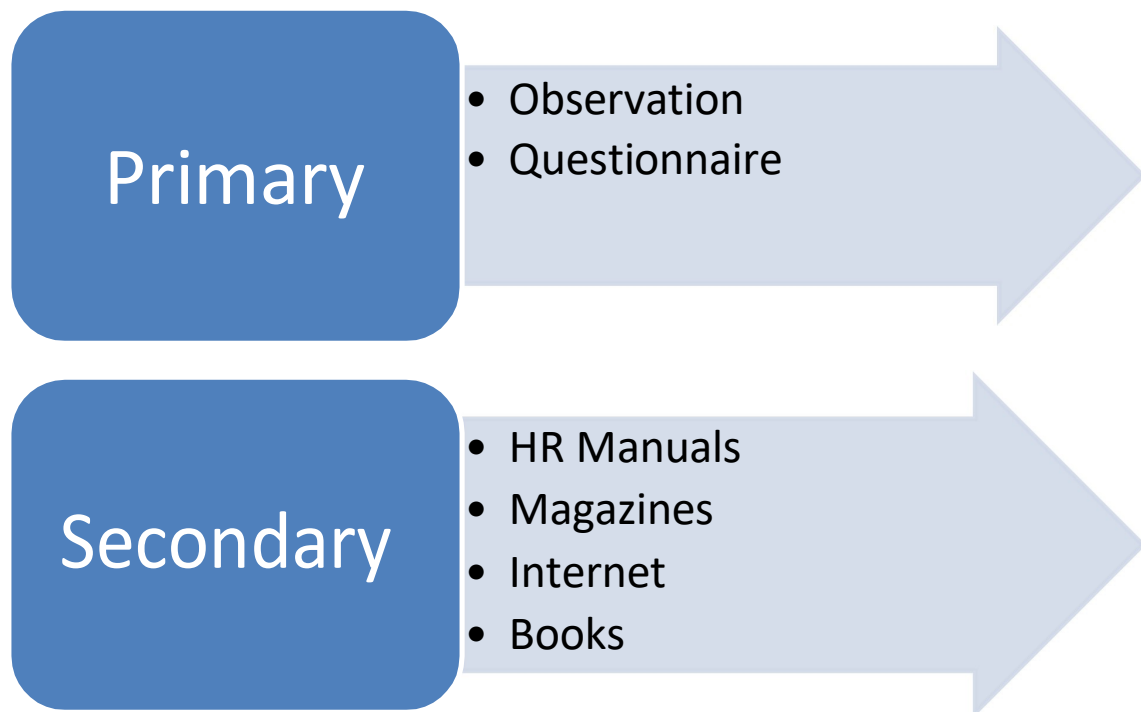 Primary
• Observation
• Questionnaire
Secondary
• HR Manuals
• Magazines
• Internet
• Books